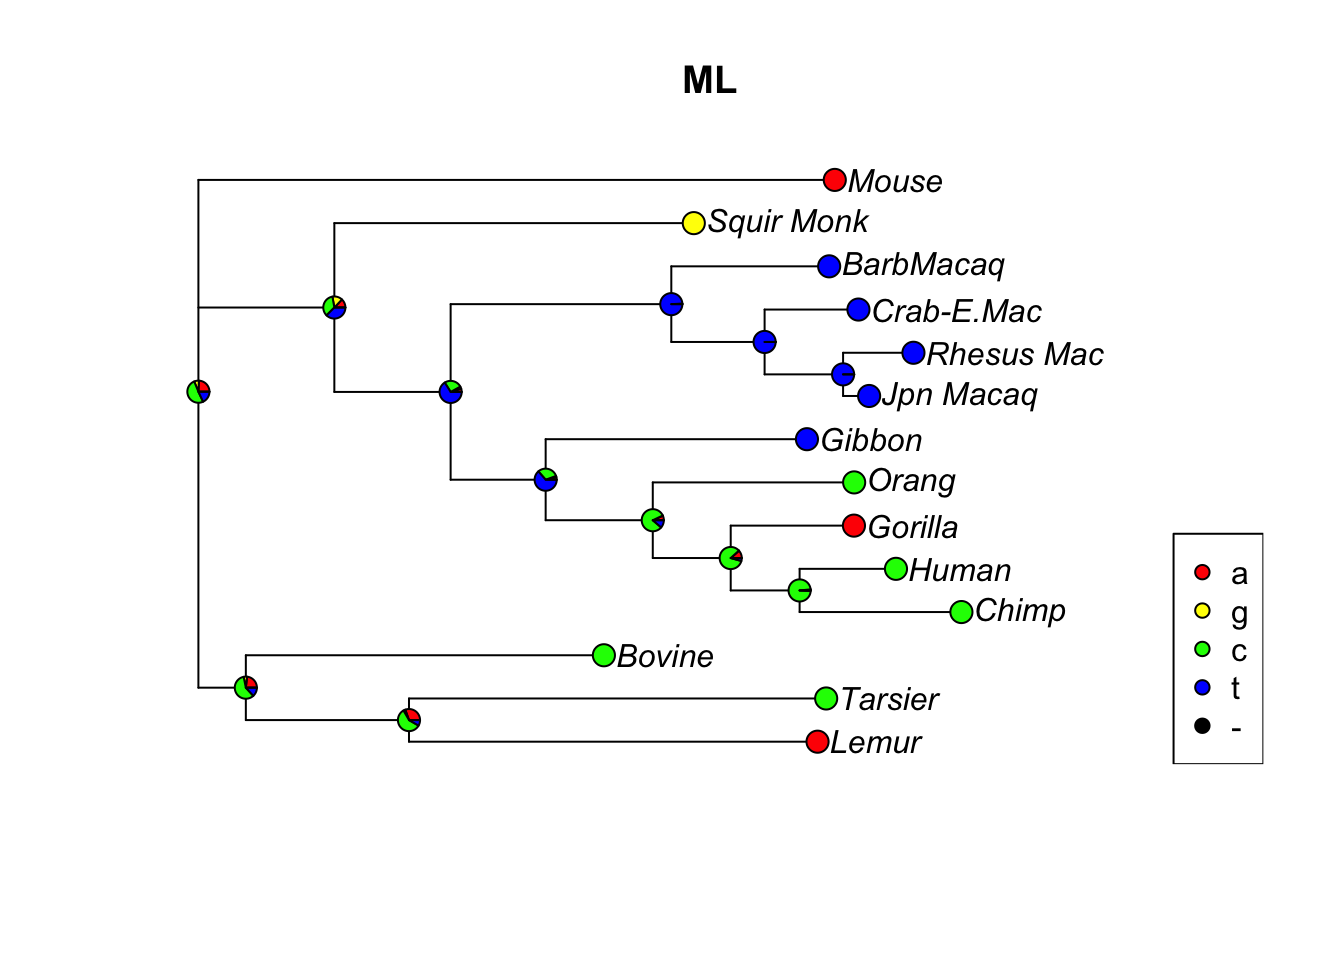 ML
Mouse
Squir Monk
BarbMacaq
Crab-E.Mac
Rhesus Mac
Jpn Macaq
Gibbon
Orang
Gorilla
Human
Chimp
Bovine
Tarsier
Lemur
a
g
c
t
-